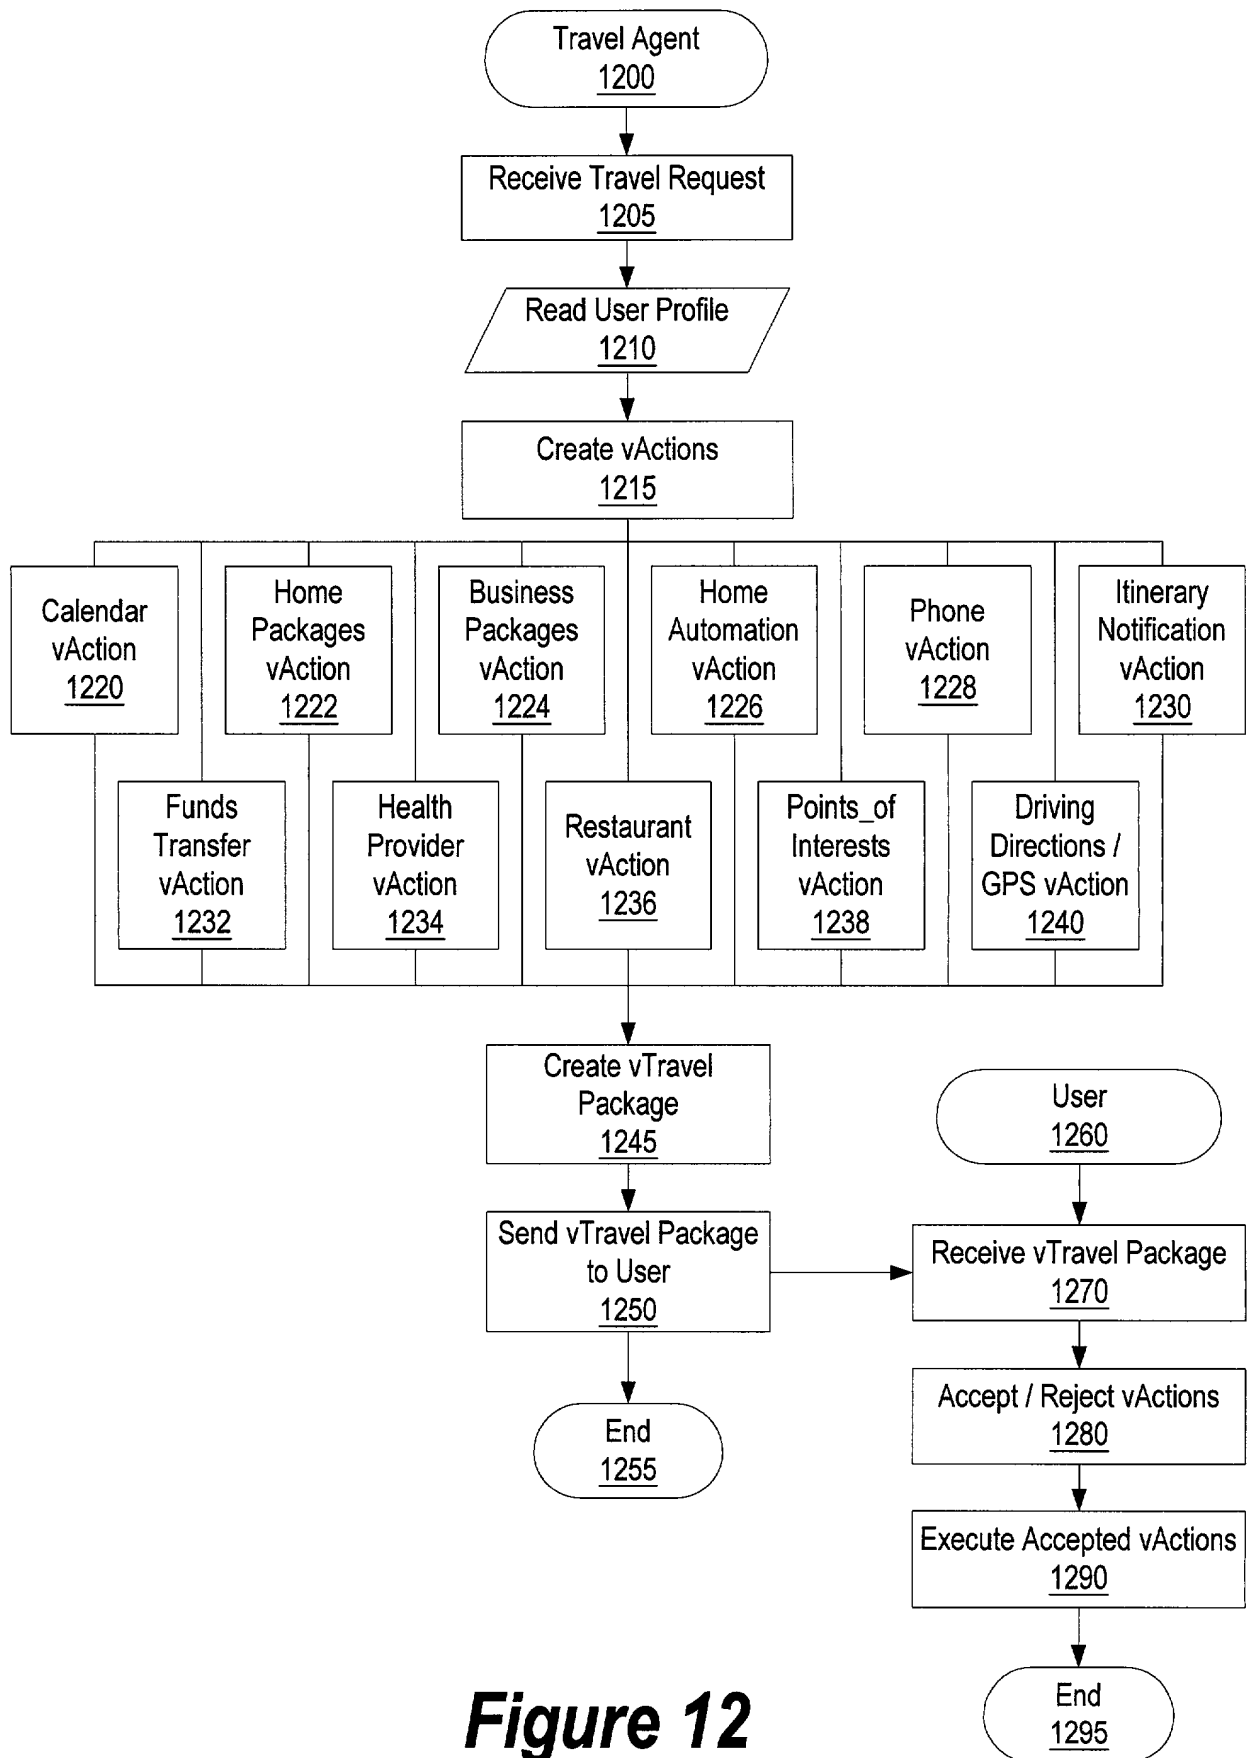 Travel Agent
1200
Receive Travel Request
1205
Read User Profile
1210
Create vActions
1215
Calendar
vAction
1220
Home
Packages
vAction
1222
Business
Packages
vAction
1224
Home
Automation
vAction
1226
Phone
vAction
1228
Itinerary
Notification
vAction
1230
Funds
Transfer
vAction
1232
Health
Provider
vAction
1234
Restaurant
vAction
1236
Points_of
Interests
vAction
1238
Driving
Directions /
GPS vAction
1240
Create vTravel
Package
1245
Send vTravel Package
to User
1250
End
1255
User
1260
Receive vTravel Package
1270
Accept / Reject vActions
1280
Execute Accepted vActions
1290
End
1295
Figure 12